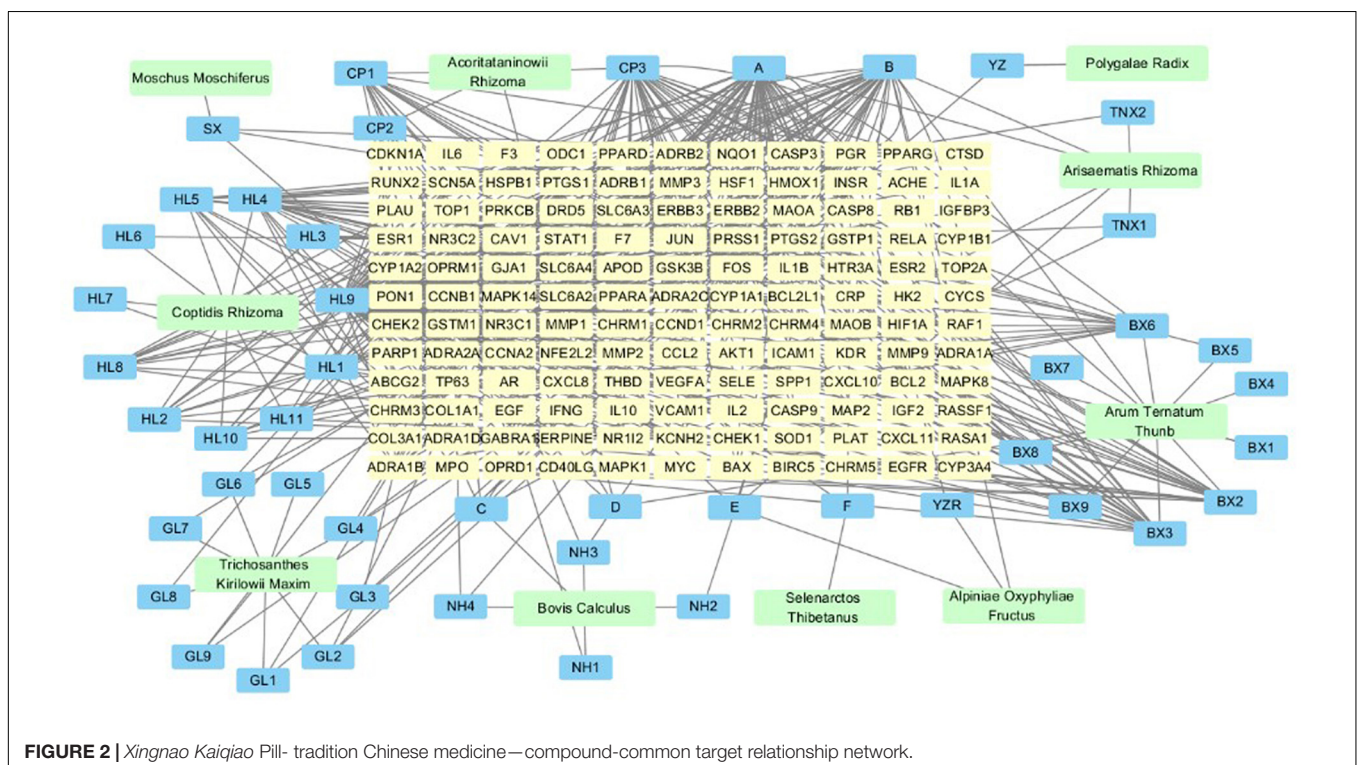 Moschus Moschiferus
CP1
Acoritataninowii
Rhizoma
CP3
A
B
YZ
Polygalae Radix
SX
CP2
TNX2
Arisaematis Rhizoma
TNX1
HL5
HL4
HL6
HL3
HL7
Coptidis Rhizoma
HL9
HL8
HL1
HL2
HL11
HL10
CDKN1A IL6 F3 ODC1 PPARD ADRB2 NQO1 CASP3 PGR PPARG CTSD
RUNX2 SCN5A HSPB1 PTGS1 ADRB1 MMP3 HSF1 HMOX1 INSR ACHE IL1A
PLAU TOP1 PRKCB DRD5 SLC6A3 ERBB3 ERBB2 MAOA CASP8 RB1 IGFBP3
ESR1 NR3C2 CAV1 STAT1 F7 JUN PRSS1 PTGS2 GSTP1 RELA CYP1B1
CYP1A2 OPRM1 GJA1 SLC6A4 APOD GSK3B FOS IL1B HTR3A ESR2 TOP2A
PON1 CCNB1 MAPK14 SLC6A2 PPARA ADRA2C CYP1A1 BCL2L1 CRP HK2 CYCS
CHEK2 GSTM1 NR3C1 MMP1 CHRM1 CCND1 CHRM2 CHRM4 MAOB HIF1A RAF1
PARP1 ADRA2A CCNA2 NFE2L2 MMP2 CCL2 AKT1 ICAM1 KDR MMP9 ADRA1A
ABCG2 TP63 AR CXCL8 THBD VEGFA SELE SPP1 CXCL10 BCL2 MAPK8
CHRM3 COL1A1 EGF IFNG IL10 VCAM1 IL2 CASP9 MAP2 IGF2 RASSF1
COL3A1 ADRA1D GABRA1 SERPINE NR1I2 KCNH2 CHEK1 SOD1 PLAT CXCL11 RASA1
ADRA1B MPO OPRD1 CD40LG MAPK1 MYC BAX BIRC5 CHRM5 EGFR CYP3A4
BX6
BX5
BX7
BX4
Arum Ternatum
Thunb
BX1
BX8
BX2
BX9
BX3
GL6
GL5
GL7
GL4
Trichosanthes
Kirilowii Maxim
GL8
GL3
GL9
GL2
GL1
C
D
E
F
YZR
NH3
NH4
Bovis Calculus
NH2
NH1
Selenarctos
Thibetanus
Alpiniae Oxyphyliae
Fructus
FIGURE 2 | Xingnao Kaiqiao Pill- tradition Chinese medicine—compound-common target relationship network.